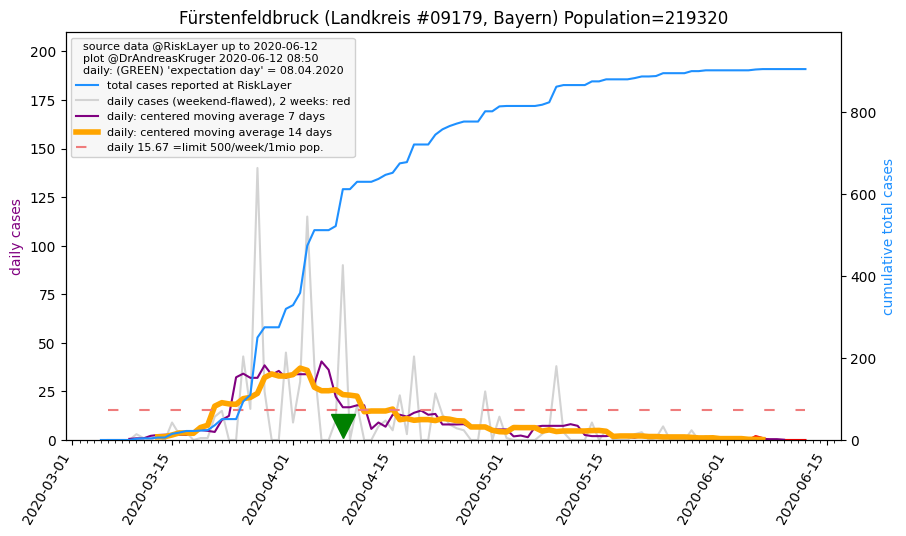 Fürstenfeldbruck (Landkreis #09179, Bayern) Population=219320
source data @RiskLayer up to 2020-06-12
plot @DrAndreasKruger 2020-06-12 08:50
daily: (GREEN) 'expectation day' = 08.04.2020
total cases reported at RiskLayer
daily cases (weekend-flawed), 2 weeks: red
daily: centered moving average 7 days
daily: centered moving average 14 days
daily 15.67 =limit 500/week/1mio pop.
daily cases
200
175
150
125
100
75
50
25
0
cumulative total cases
800
600
400
200
0
2020-03-01
2020-03-15
2020-04-01
2020-04-15
2020-05-01
2020-05-15
2020-06-01
2020-06-15